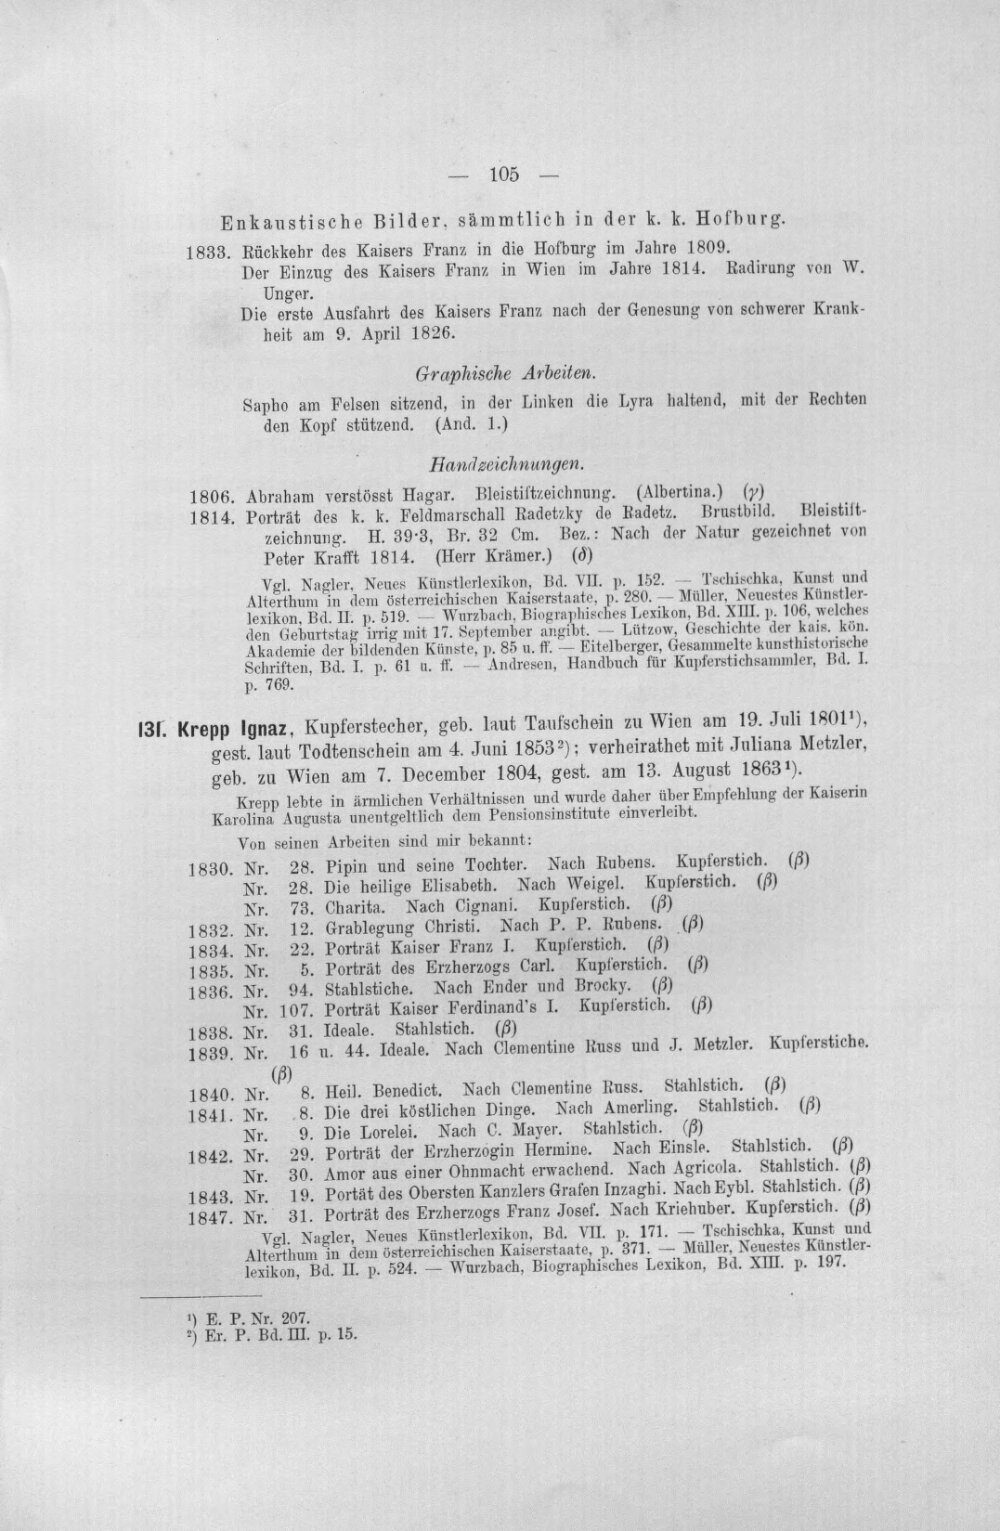 — 105 —
Enkaustische Bilder, sämmtlich in der k. k. Hofburg.
1833. Rückkehr des Kaisers Franz in die Hofburg im Jahre 1809.
Der Einzug des Kaisers Franz in Wien im Jahre 1814. Radirung von W.
Unger.
Die erste Ausfahrt des Kaisers Franz nach der Genesung von schwerer Krank-
heit am 9. April 1826.
Graphische Arbeiten.
Sapho am Felsen sitzend, in der Linken die Lyra haltend, mit der Rechten
den Kopf stützend. (And. 1.)
Handzeichnungen.
1806. Abraham verstösst Hagar. Bleistiftzeichnung. (Albertina.) (γ)
1814. Porträt des k. k. Feldmarschall Radetzky de Radetz. Brustbild. Bleistift-
zeichnung. H. 39·3, Br. 32 Cm. Bez.: Nach der Natur gezeichnet von
Peter Krafft 1814. (Herr Krämer.) (δ)
Vgl. Nagler, Neues Künstlerlexikon, Bd. VII. p. 152. — Tschischka, Kunst und
Alterthum in dem österreichischen Kaiserstaate, p. 280. — Müller, Neuestes Künstler-
lexikon, Bd. II. p. 519. — Wurzbach, Biographisches Lexikon, Bd. XIII. p. 106, welches
den Geburtstag irrig mit 17. September angibt. — Lützow, Geschichte der kais. kön.
Akademie der bildenden Künste, p. 85 u. ff. — Eitelberger, Gesammelte kunsthistorische
Schriften, Bd. I. p. 61 u. ff. — Andresen, Handbuch für Kupferstichsammler, Bd. I.
p. 769.
131. Krepp Ignaz, Kupferstecher, geb. laut Taufschein zu Wien am 19. Juli 1801¹),
gest. laut Todtenschein am 4. Juni 1853²); verheirathet mit Juliana Metzler,
geb. zu Wien am 7. December 1804, gest. am 13. August 1863¹).
Krepp lebte in ärmlichen Verhältnissen und wurde daher über Empfehlung der Kaiserin
Karolina Augusta unentgeltlich dem Pensionsinstitute einverleibt.
Von seinen Arbeiten sind mir bekannt:
1830. Nr. 28. Pipin und seine Tochter. Nach Rubens. Kupferstich. (β)
Nr. 28. Die heilige Elisabeth. Nach Weigel. Kupferstich. (β)
Nr. 73. Charita. Nach Cignani. Kupferstich. (β)
1832. Nr. 12. Grablegung Christi. Nach P. P. Rubens. (β)
1834. Nr. 22. Porträt Kaiser Franz I. Kupferstich. (β)
1835. Nr. 5. Porträt des Erzherzogs Carl. Kupferstich. (β)
1836. Nr. 94. Stahlstiche. Nach Ender und Brocky. (β)
Nr. 107. Porträt Kaiser Ferdinand's I. Kupferstich. (β)
1838. Nr. 31. Ideale. Stahlstich. (β)
1839. Nr. 16 u. 44. Ideale. Nach Clementine Russ und J. Metzler. Kupferstiche.
(β)
1840. Nr. 8. Heil. Benedict. Nach Clementine Russ. Stahlstich. (β)
1841. Nr. 8. Die drei köstlichen Dinge. Nach Amerling. Stahlstich. (β)
Nr. 9. Die Lorelei. Nach C. Mayer. Stahlstich. (β)
1842. Nr. 29. Porträt der Erzherzogin Hermine. Nach Einsle. Stahlstich. (β)
Nr. 30. Amor aus einer Ohnmacht erwachend. Nach Agricola. Stahlstich. (β)
1843. Nr. 19. Portät des Obersten Kanzlers Grafen Inzaghi. Nach Eybl. Stahlstich. (β)
1847. Nr. 31. Porträt des Erzherzogs Franz Josef. Nach Kriehuber. Kupferstich. (β)
Vgl. Nagler, Neues Künstlerlexikon, Bd. VII. p. 171. — Tschischka, Kunst und
Alterthum in dem österreichischen Kaiserstaate, p. 371. — Müller, Neuestes Künstler-
lexikon, Bd. II. p. 524. — Wurzbach, Biographisches Lexikon, Bd. XIII. p. 197.
¹) E. P. Nr. 207.
²) Er. P. Bd. III. p. 15.